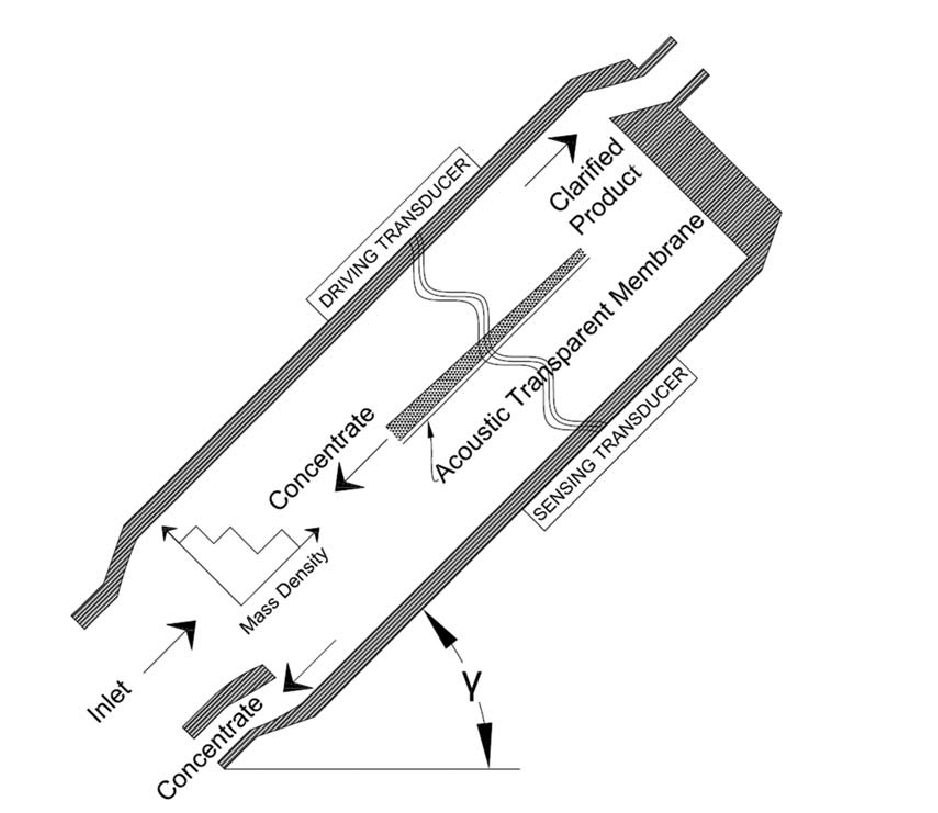 DRIVING TRANSDUCER
Clarified
Product
Acoustic Transparent Membrane
Concentrate
SENSING TRANSDUCER
Mass Density
Inlet
Concentrate
γ